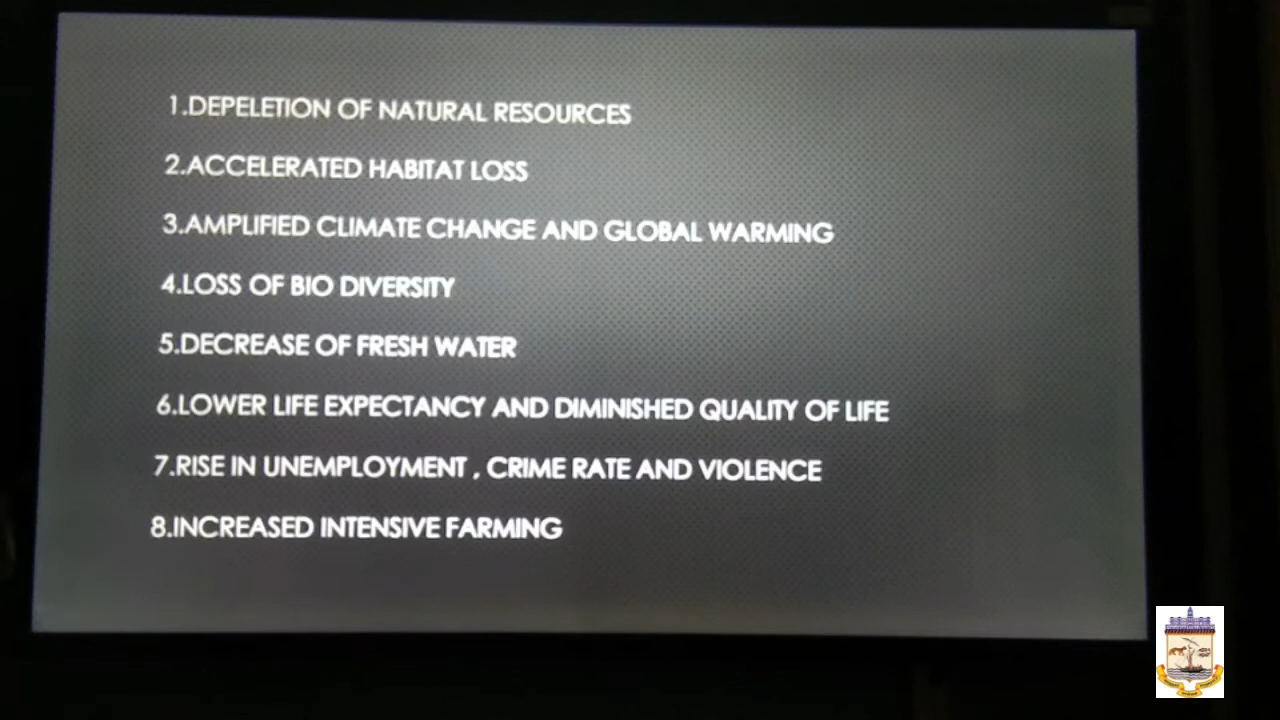 1.DEPELETION OF NATURAL RESOURCES
2.ACCELERATED HABITAT LOSS
3.AMPLIFIED CLIMATE CHANGE AND GLOBAL WARMING
4.LOSS OF BIO DIVERSITY
5.DECREASE OF FRESH WATER
6.LOWER LIFE EXPECTANCY AND DIMINISHED QUALITY OF LIFE
7.RISE IN UNEMPLOYMENT , CRIME RATE AND VIOLENCE
8.INCREASED INTENSIVE FARMING